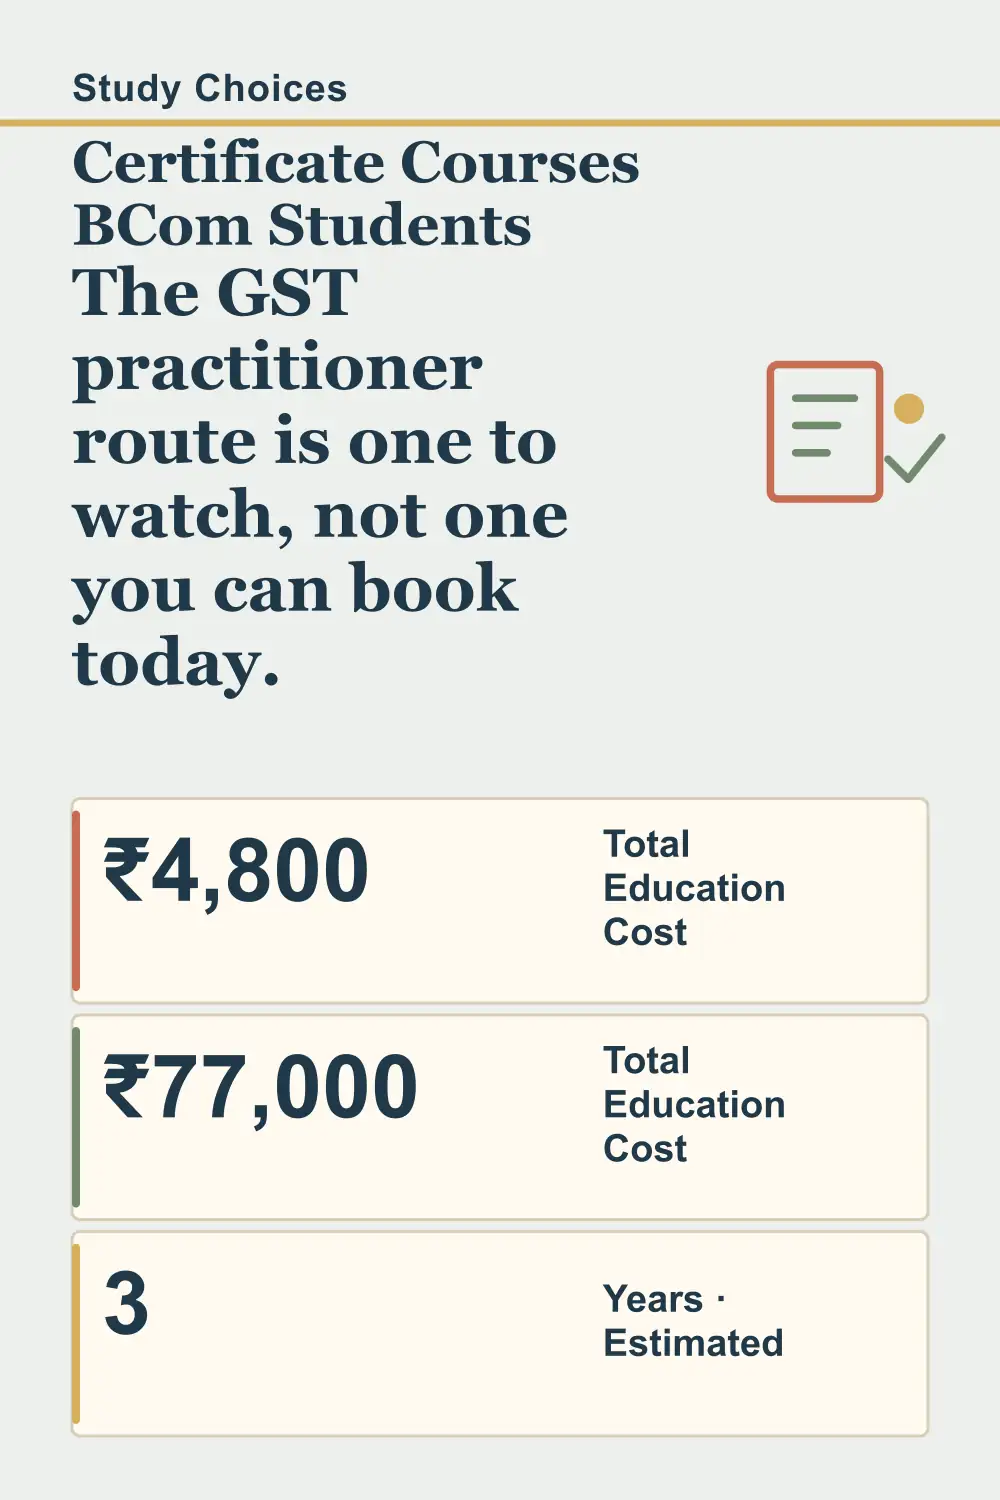 Study Choices
Certificate Courses
BCom Students
The GST
practitioner
route is one to
watch, not one
you can book
today.
₹4,800
Total
Education
Cost
₹77,000
Total
Education
Cost
3
Years ·
Estimated